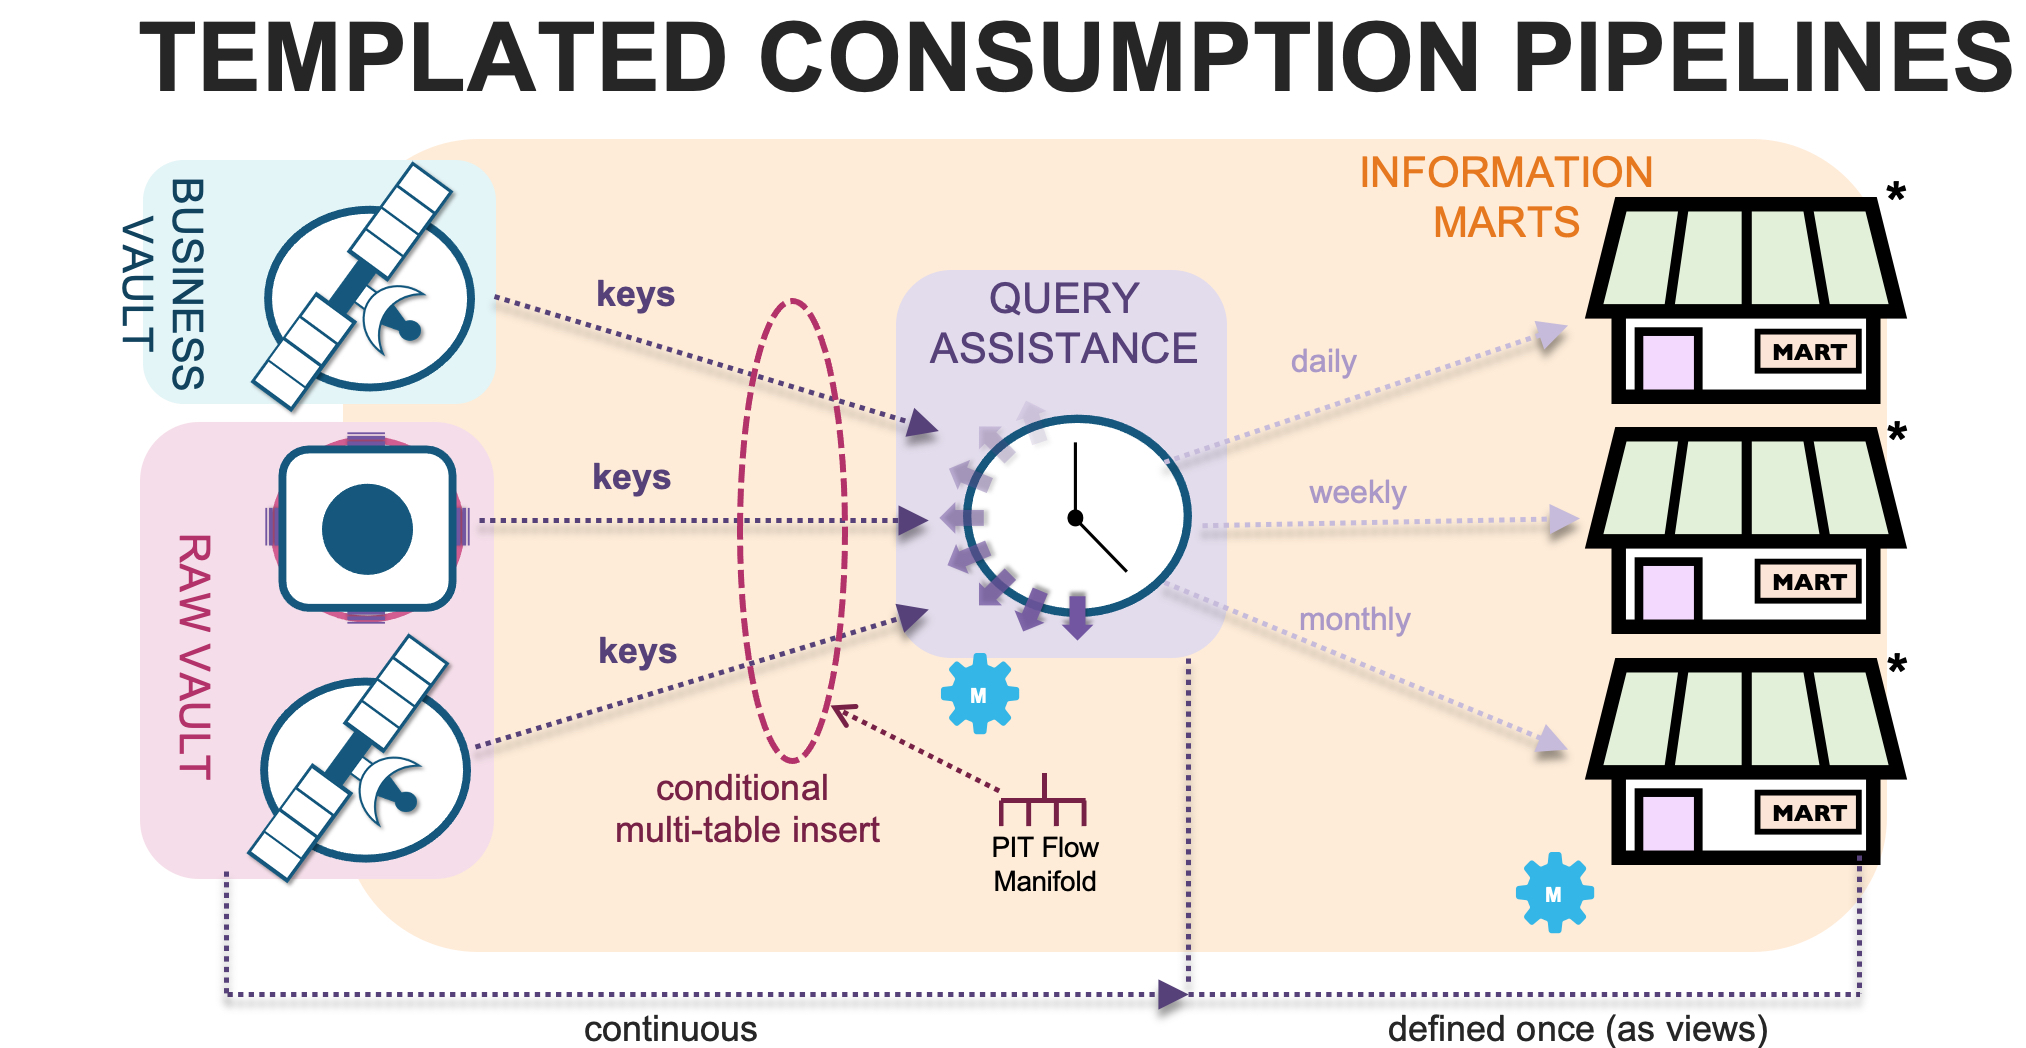 TEMPLATED CONSUMPTION PIPELINES
BUSINESS
VAULT
RAW VAULT
keys
keys
keys
conditional
multi-table insert
QUERY
ASSISTANCE
M
PIT Flow
Manifold
daily
weekly
monthly
INFORMATION
MARTS
*
MART
*
MART
*
MART
M
continuous
defined once (as views)